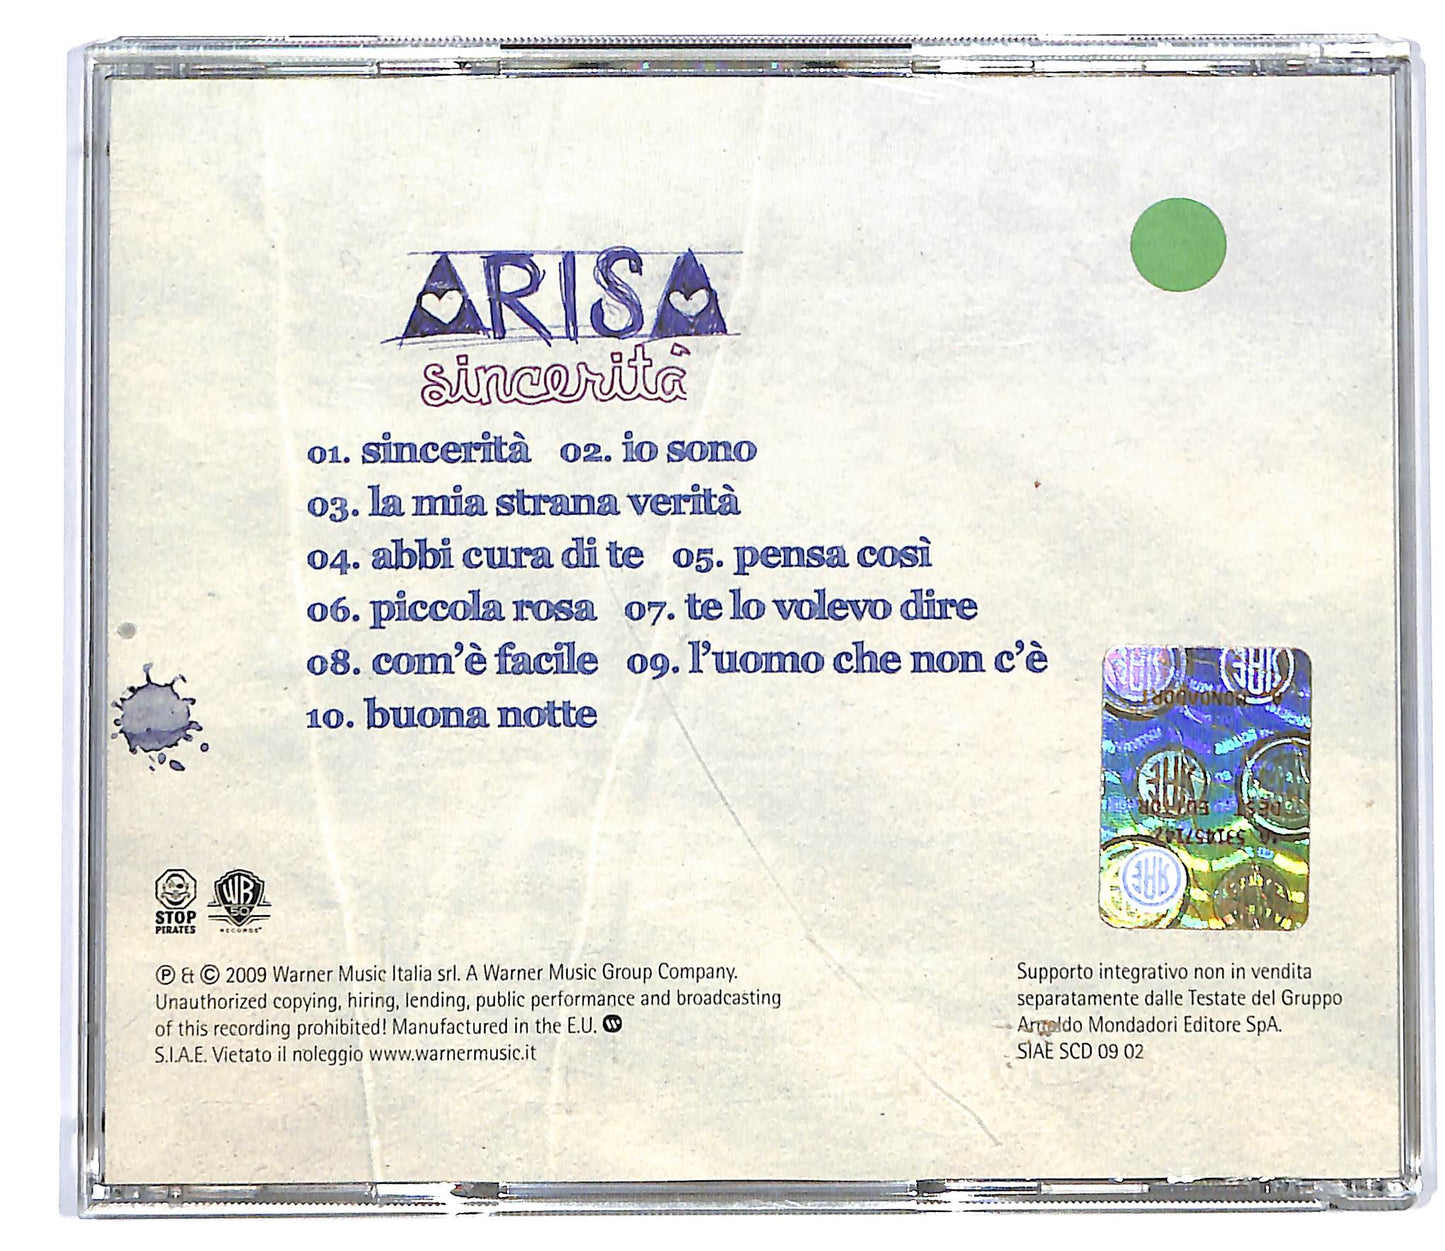 ARISA
sincerità
01. sincerità 02. io sono
03. la mia strana verità
04. abbi cura di te 05. pensa così
06. piccola rosa 07. te lo volevo dire
08. com'è facile 09. l'uomo che non c'è
10. buona notte
STOP
PIRATES
WB
50
RECORDS
Ⓟ & © 2009 Warner Music Italia srl. A Warner Music Group Company.
Unauthorized copying, hiring, lending, public performance and broadcasting
of this recording prohibited! Manufactured in the E.U.
S.I.A.E. Vietato il noleggio www.warnermusic.it
Supporto integrativo non in vendita
separatamente dalle Testate del Gruppo
Arnoldo Mondadori Editore SpA.
SIAE SCD 09 02
MONDADORI